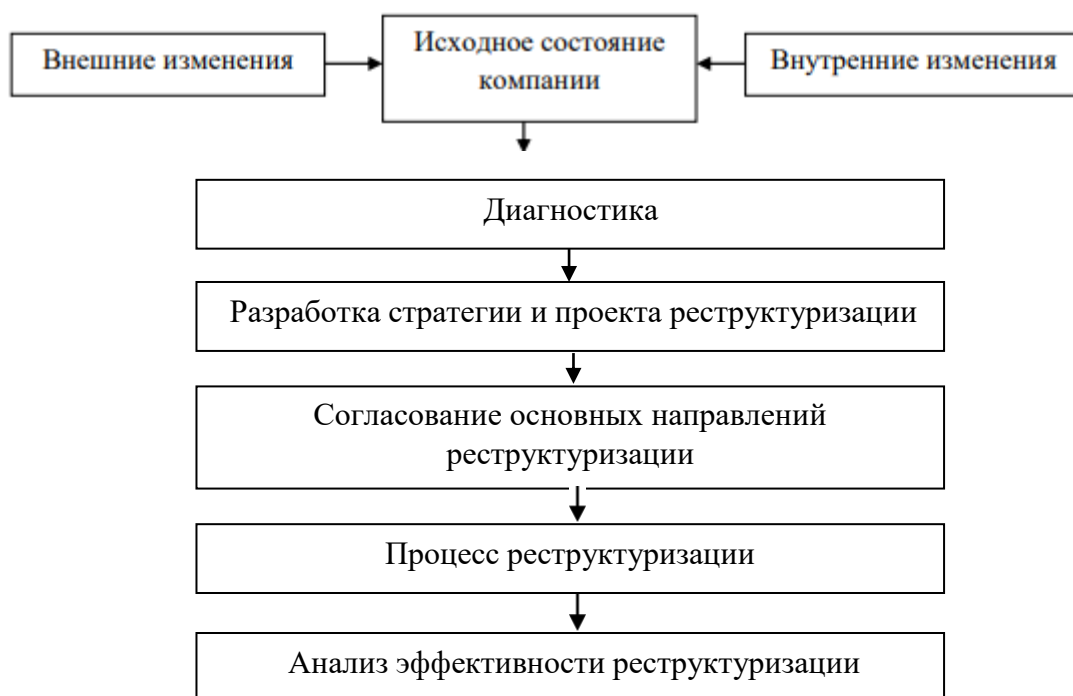 Внешние изменения
Исходное состояние
компании
Внутренние изменения
Диагностика
Разработка стратегии и проекта реструктуризации
Согласование основных направлений
реструктуризации
Процесс реструктуризации
Анализ эффективности реструктуризации